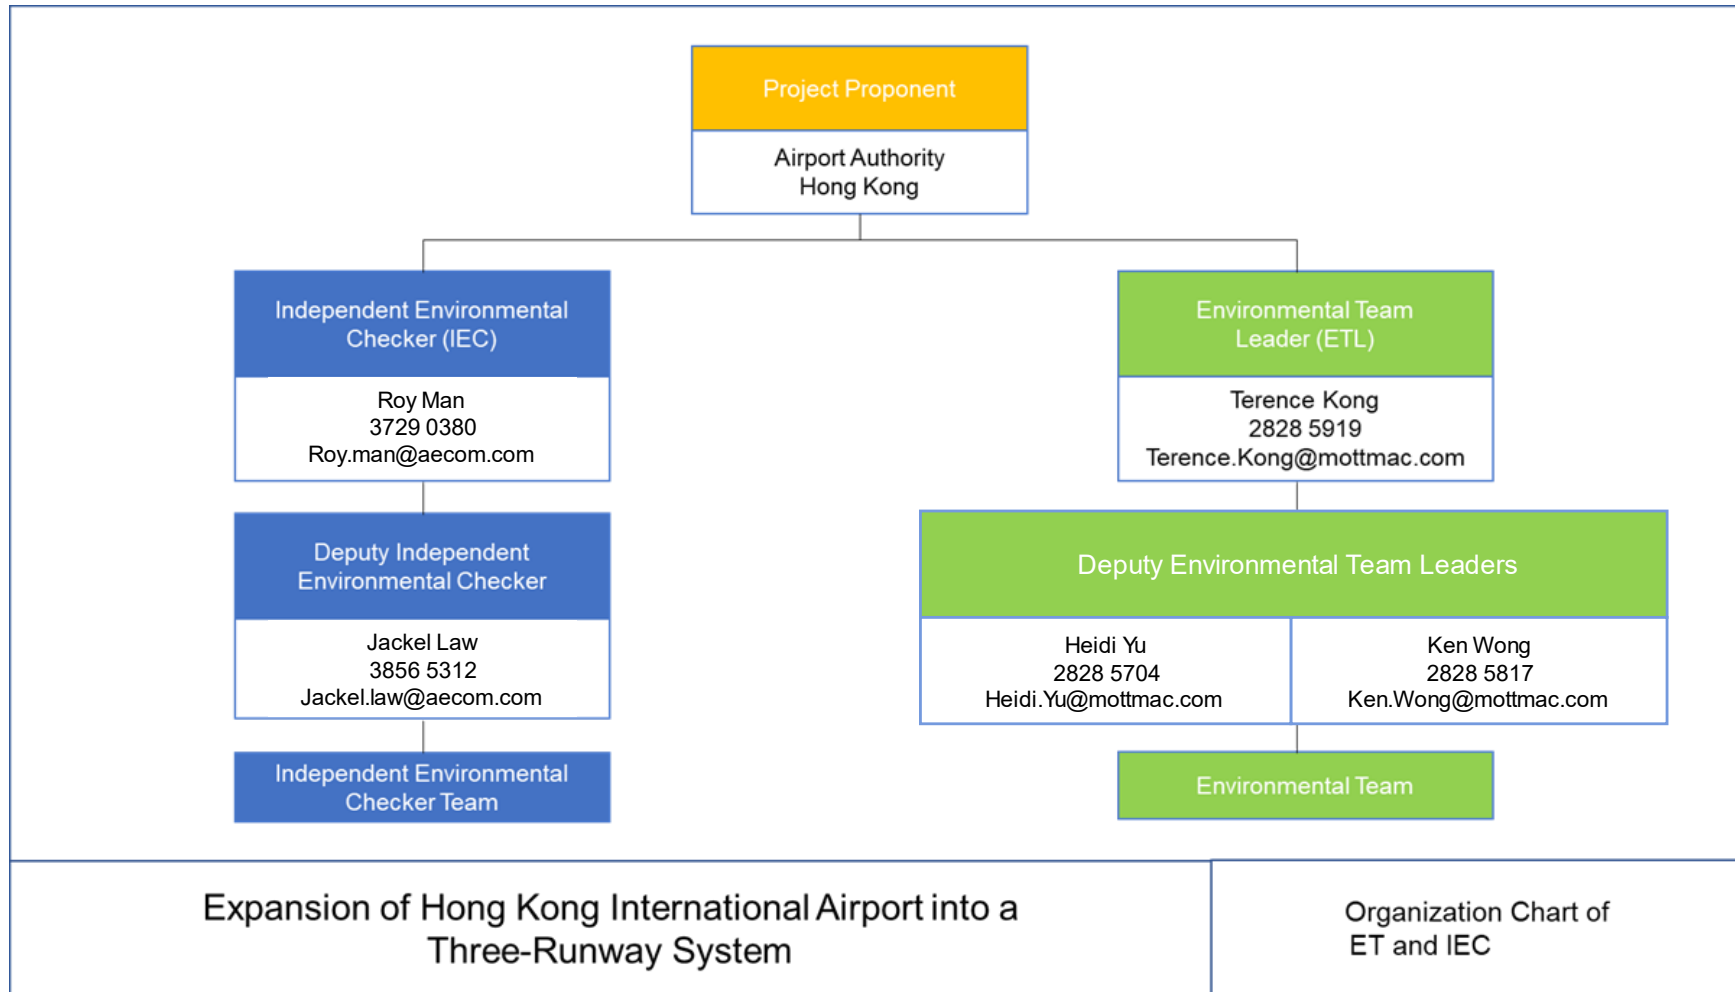 Project Proponent
Airport Authority
Hong Kong
Independent Environmental
Checker (IEC)
Roy Man
3729 0380
Roy.man@aecom.com
Environmental Team
Leader (ETL)
Terence Kong
2828 5919
Terence.Kong@mottmac.com
Deputy Independent
Environmental Checker
Jackel Law
3856 5312
Jackel.law@aecom.com
Deputy Environmental Team Leaders
Heidi Yu
2828 5704
Heidi.Yu@mottmac.com
Ken Wong
2828 5817
Ken.Wong@mottmac.com
Independent Environmental
Checker Team
Environmental Team
Expansion of Hong Kong International Airport into a
Three-Runway System
Organization Chart of
ET and IEC